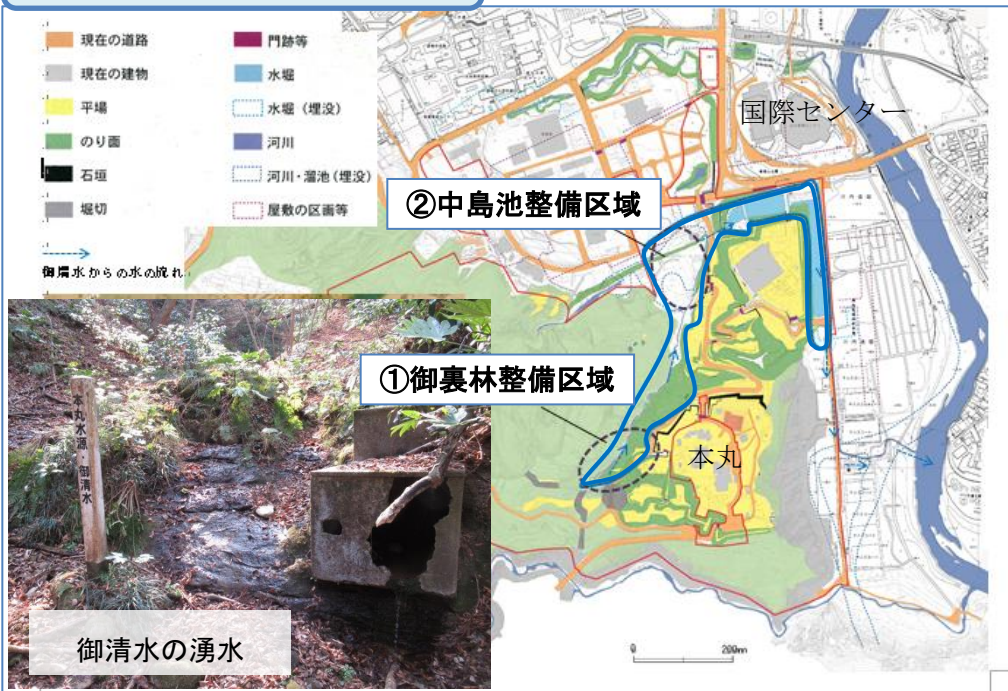 現在の道路
門跡等
現在の建物
水堀
平場
水堀（埋没）
のり面
河川
石垣
河川・溜池（埋没）
堀切
屋敷の区画等
御清水からの水の流れ
国際センター
②中島池整備区域
①御裏林整備区域
本丸
本丸水源・御清水
御清水の湧水
0
200m